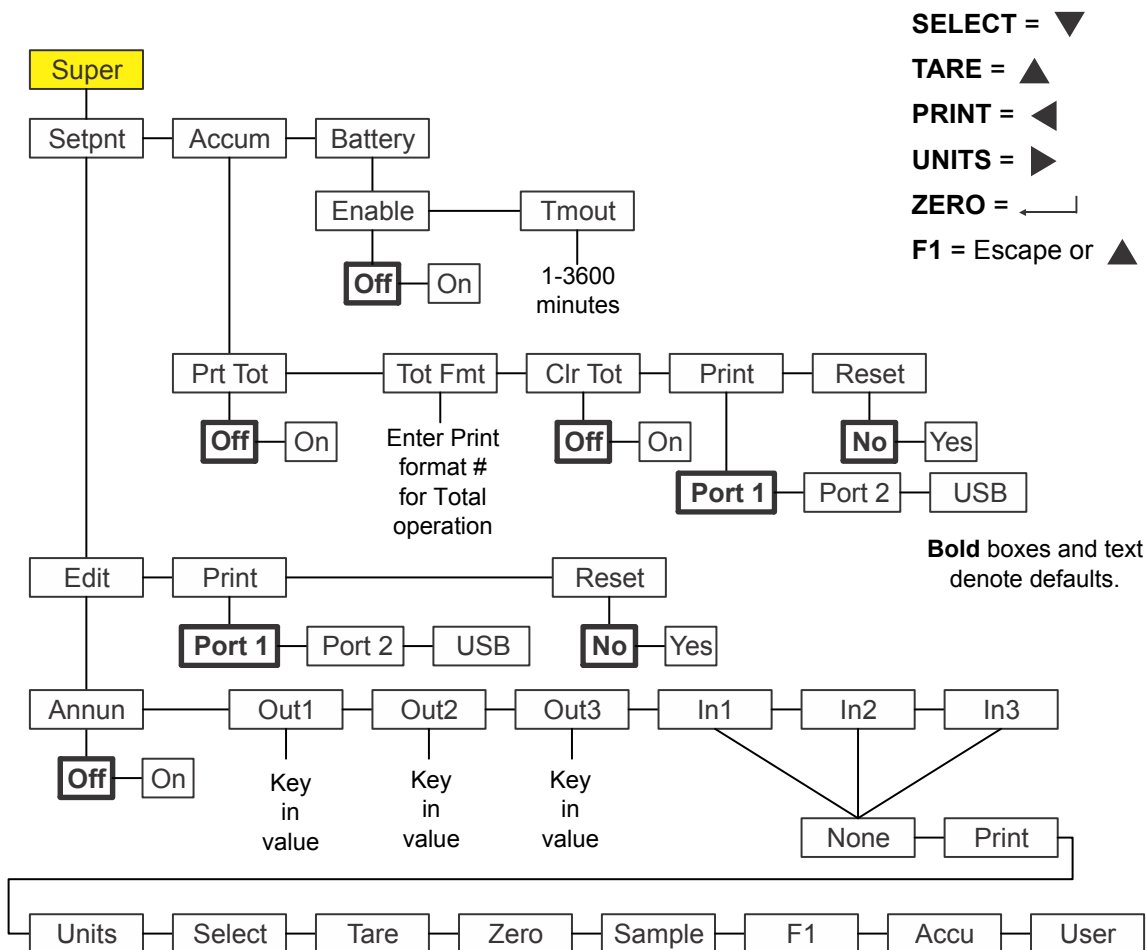 SELECT =
TARE =
PRINT =
UNITS =
ZERO =
F1 = Escape or
Super
Setpnt Accum Battery
Enable Tmout
Off On
1-3600
minutes
Prt Tot Tot Fmt Clr Tot Print Reset
Off On
Enter Print
format #
for Total
operation
Off On
No Yes
Port 1 Port 2 USB
Bold boxes and text
denote defaults.
Edit Print Reset
Port 1 Port 2 USB
No Yes
Annun Out1 Out2 Out3 In1 In2 In3
Off On
Key
in
value
Key
in
value
Key
in
value
None Print
Units Select Tare Zero Sample F1 Accu User